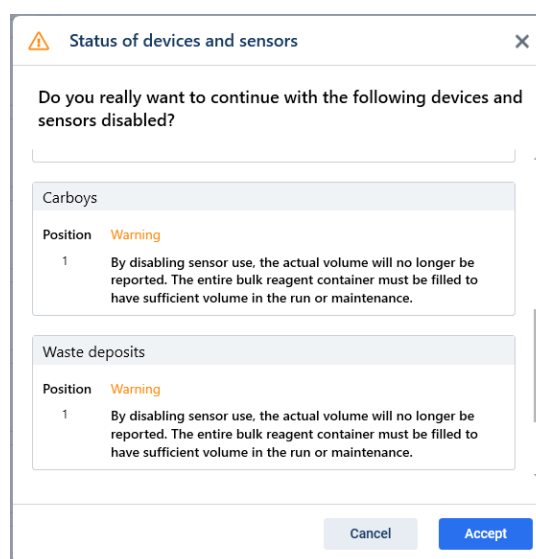 Status of devices and sensors
Do you really want to continue with the following devices and
sensors disabled?
Carboys
Position Warning
1 By disabling sensor use, the actual volume will no longer be
reported. The entire bulk reagent container must be filled to
have sufficient volume in the run or maintenance.
Waste deposits
Position Warning
1 By disabling sensor use, the actual volume will no longer be
reported. The entire bulk reagent container must be filled to
have sufficient volume in the run or maintenance.
Cancel Accept